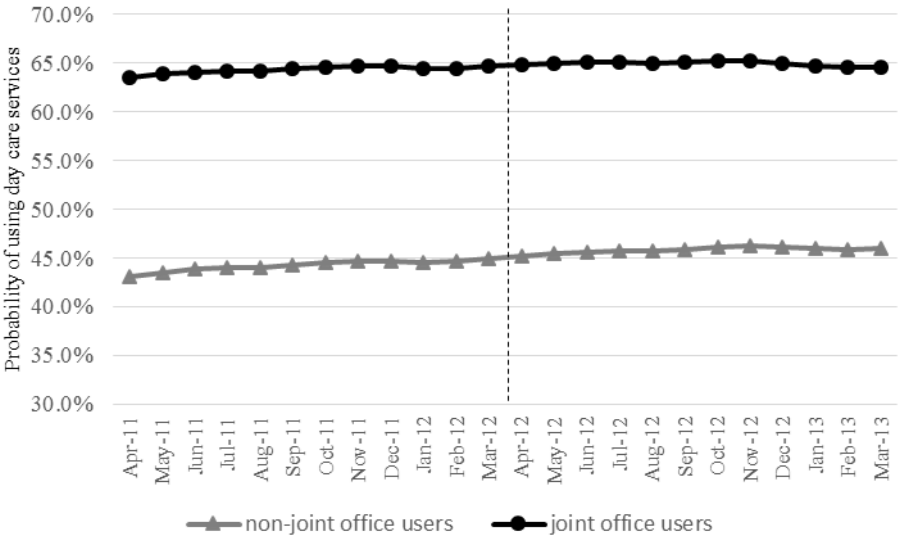 Probability of using day care services
70.0%
65.0%
60.0%
55.0%
50.0%
45.0%
40.0%
35.0%
30.0%
Apr-11
May-11
Jun-11
Jul-11
Aug-11
Sep-11
Oct-11
Nov-11
Dec-11
Jan-12
Feb-12
Mar-12
Apr-12
May-12
Jun-12
Jul-12
Aug-12
Sep-12
Oct-12
Nov-12
Dec-12
Jan-13
Feb-13
Mar-13
non-joint office users
joint office users